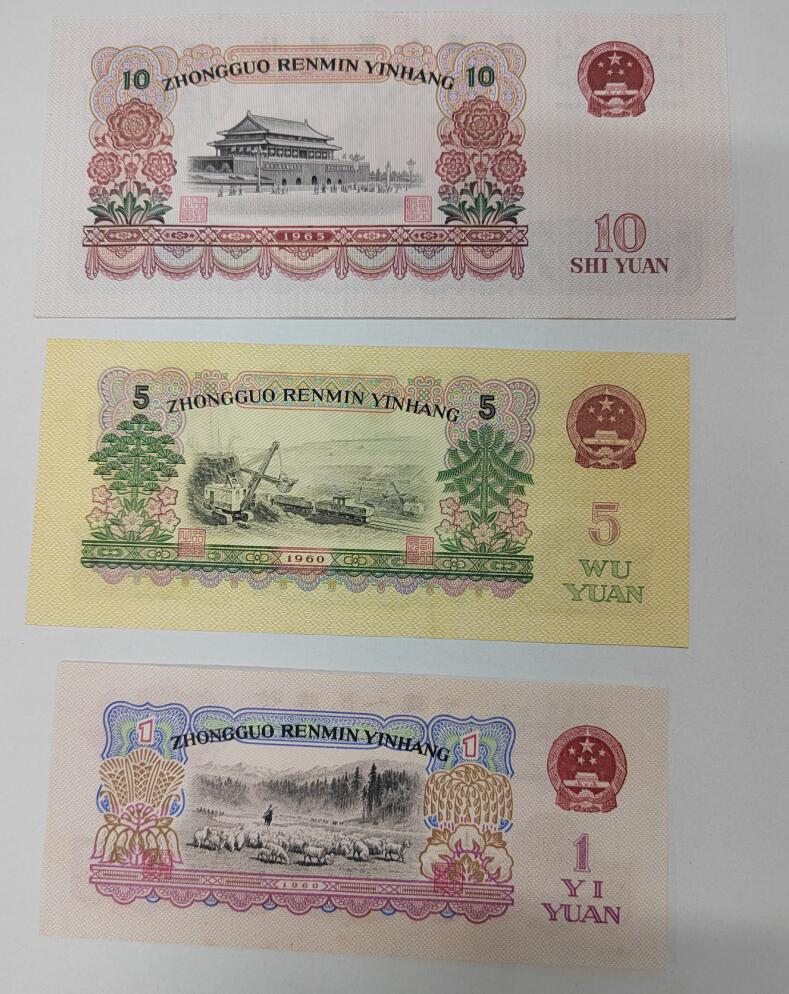 10 ZHONGGUO RENMIN YINHANG 10
1965
10
SHI YUAN
5 ZHONGGUO RENMIN YINHANG 5
1960
5
WU
YUAN
1 ZHONGGUO RENMIN YINHANG 1
1960
1
YI
YUAN